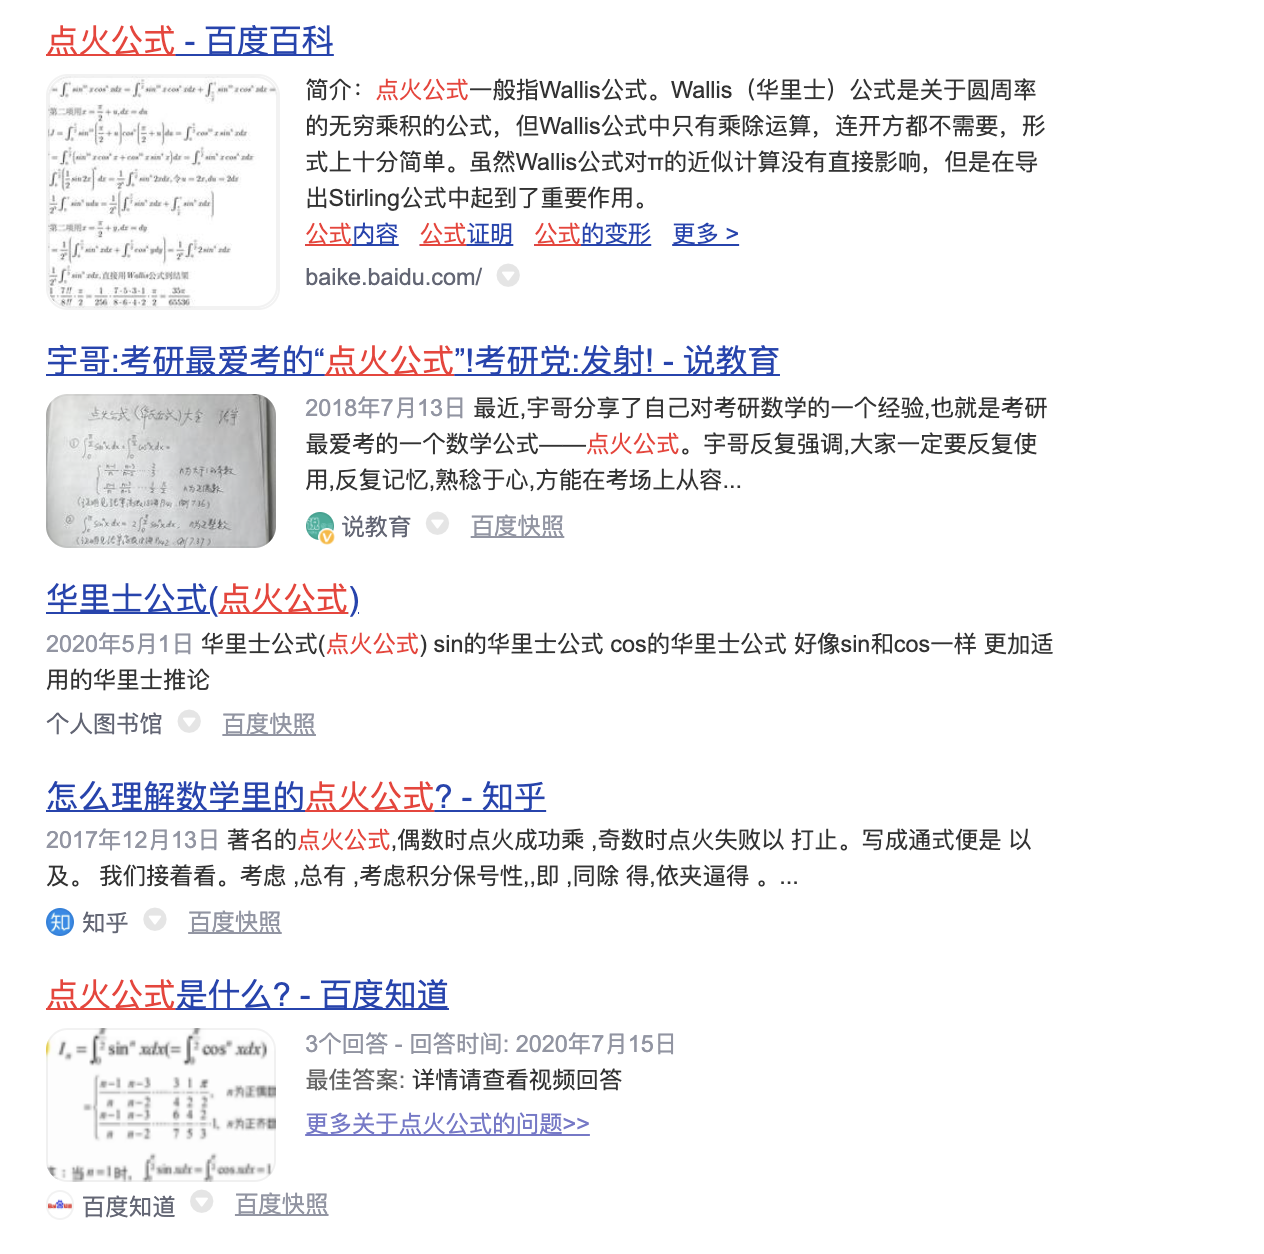 点火公式 - 百度百科
简介：点火公式一般指Wallis公式。Wallis（华里士）公式是关于圆周率
的无穷乘积的公式，但Wallis公式中只有乘除运算，连开方都不需要，形
式上十分简单。虽然Wallis公式对π的近似计算没有直接影响，但是在导
出Stirling公式中起到了重要作用。
公式内容 公式证明 公式的变形 更多 >
baike.baidu.com/
宇哥:考研最爱考的“点火公式”!考研党:发射! - 说教育
点火公式(华氏公式)大全
2018年7月13日 最近,宇哥分享了自己对考研数学的一个经验,也就是考研
最爱考的一个数学公式——点火公式。宇哥反复强调,大家一定要反复使
用,反复记忆,熟稔于心,方能在考场上从容...
说教育 百度快照
华里士公式(点火公式)
2020年5月1日 华里士公式(点火公式) sin的华里士公式 cos的华里士公式 好像sin和cos一样 更加适
用的华里士推论
个人图书馆 百度快照
怎么理解数学里的点火公式? - 知乎
2017年12月13日 著名的点火公式,偶数时点火成功乘 ,奇数时点火失败以 打止。写成通式便是 以
及。 我们接着看。考虑 ,总有 ,考虑积分保号性,,即 ,同除 得,依夹逼得 。...
知 知乎 百度快照
点火公式是什么? - 百度知道
3个回答 - 回答时间: 2020年7月15日
最佳答案: 详情请查看视频回答
更多关于点火公式的问题>>
百度知道 百度快照